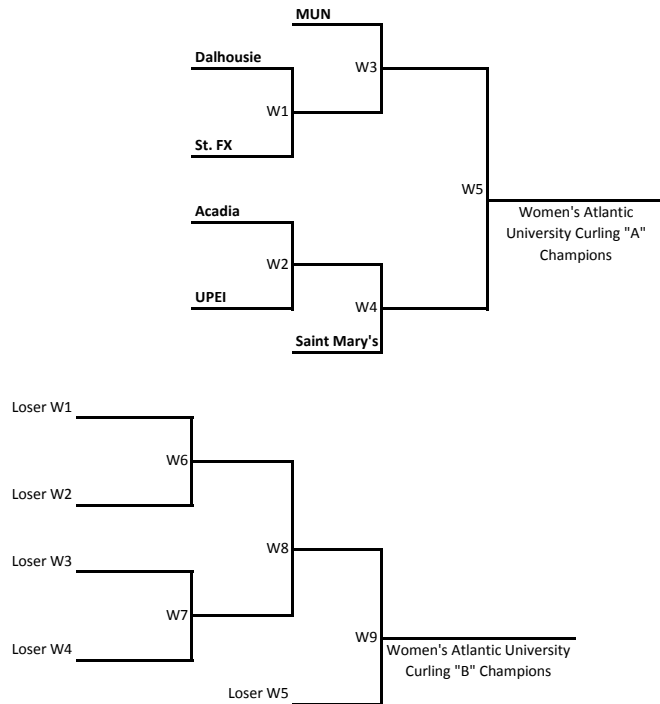 MUN
Dalhousie
W3
W1
St. FX
W5
Acadia
Women's Atlantic
University Curling "A"
Champions
W2
UPEI
W4
Saint Mary's
Loser W1
W6
Loser W2
W8
Loser W3
W7
W9
Loser W4
Women's Atlantic University
Curling "B" Champions
Loser W5